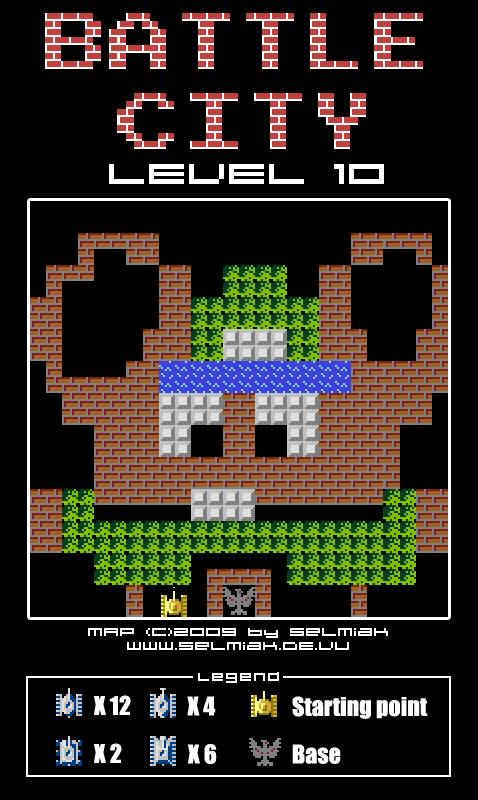 BATTLE
CITY
LEVEL 10
MAP (C)2009 by SELMIAK
WWW.SELMIAK.DE.VU
Legend
X 12 X 4 Starting point
X 2 X 6 Base